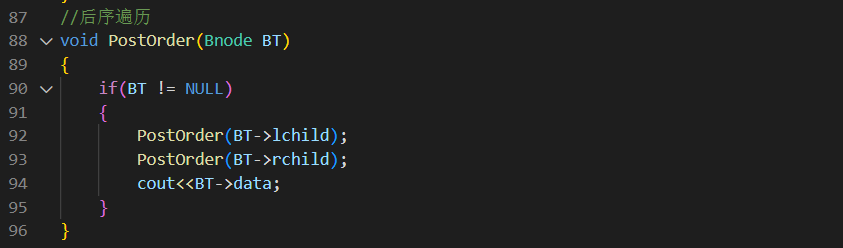 87 //后序遍历
88 void PostOrder(Bnode BT)
89 {
90 if(BT != NULL)
91 {
92 PostOrder(BT->lchild);
93 PostOrder(BT->rchild);
94 cout<<BT->data;
95 }
96 }